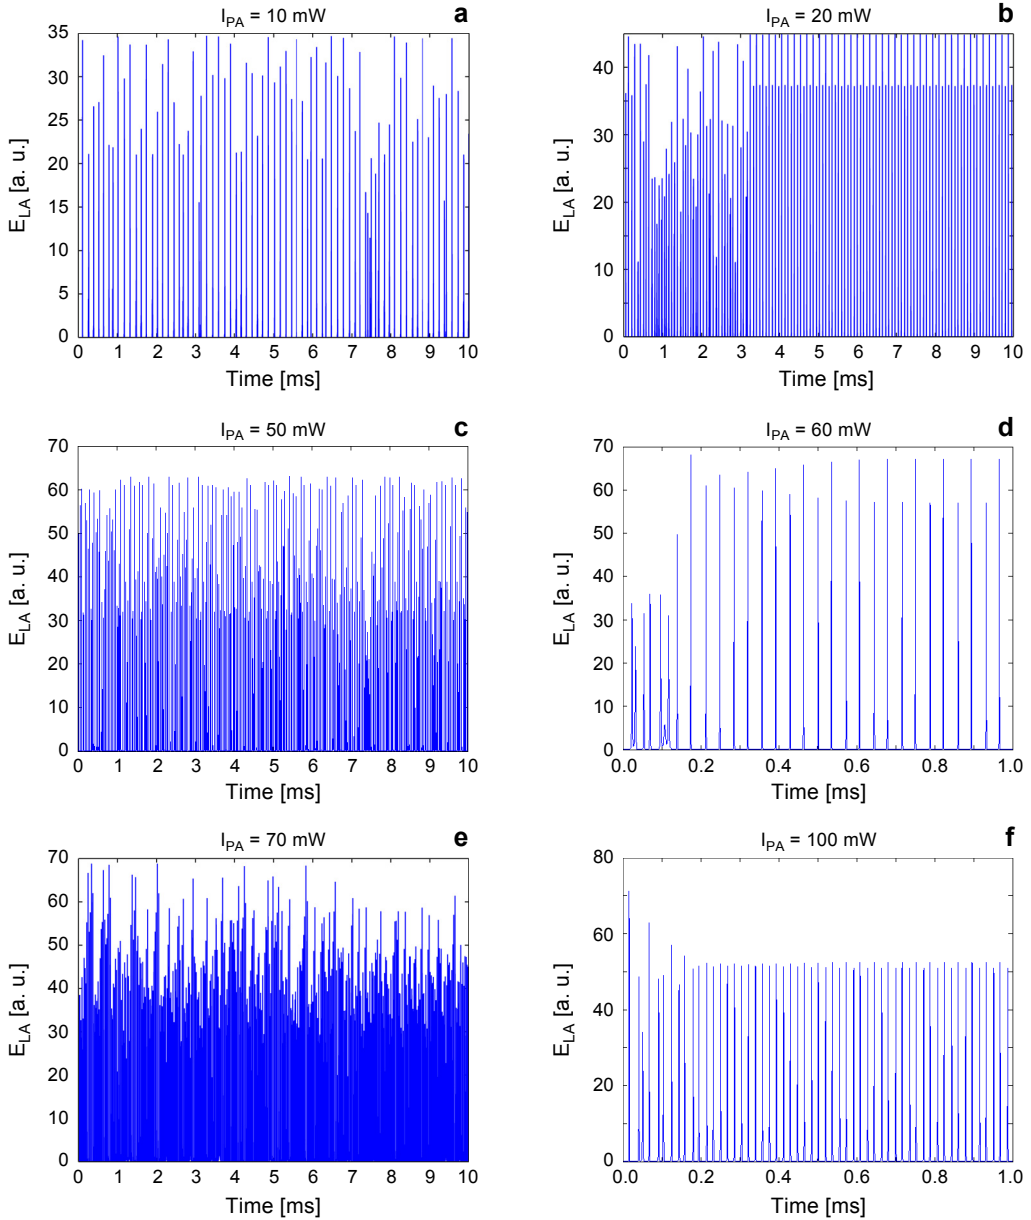 I_PA = 10 mW
a
35
30
25
20
15
10
5
0
E_LA [a. u.]
0 1 2 3 4 5 6 7 8 9 10
Time [ms]
I_PA = 20 mW
b
40
30
20
10
0
E_LA [a. u.]
0 1 2 3 4 5 6 7 8 9 10
Time [ms]
I_PA = 50 mW
c
70
60
50
40
30
20
10
0
E_LA [a. u.]
0 1 2 3 4 5 6 7 8 9 10
Time [ms]
I_PA = 60 mW
d
70
60
50
40
30
20
10
0
E_LA [a. u.]
0.0 0.2 0.4 0.6 0.8 1.0
Time [ms]
I_PA = 70 mW
e
70
60
50
40
30
20
10
0
E_LA [a. u.]
0 1 2 3 4 5 6 7 8 9 10
Time [ms]
I_PA = 100 mW
f
80
60
40
20
0
E_LA [a. u.]
0.0 0.2 0.4 0.6 0.8 1.0
Time [ms]